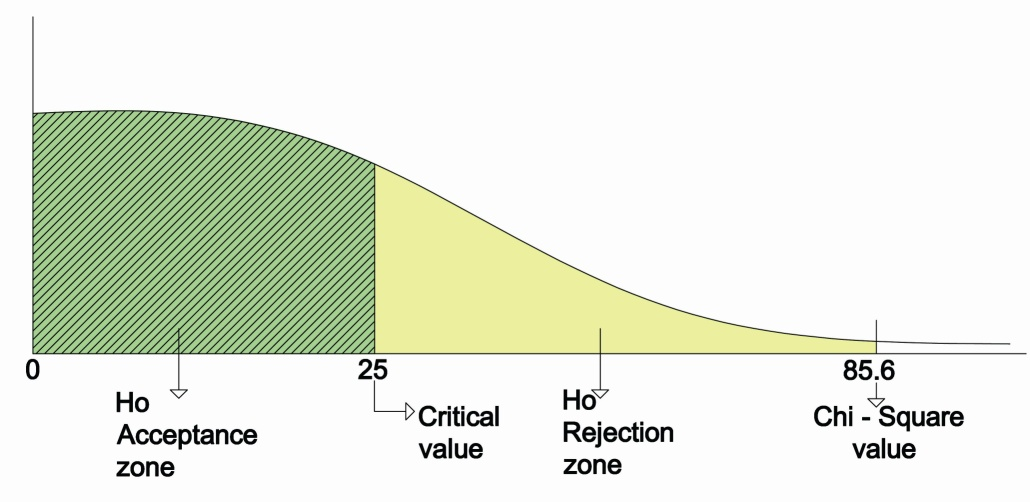 0
25
85.6
Ho
Acceptance
zone
Critical
value
Ho
Rejection
zone
Chi - Square
value